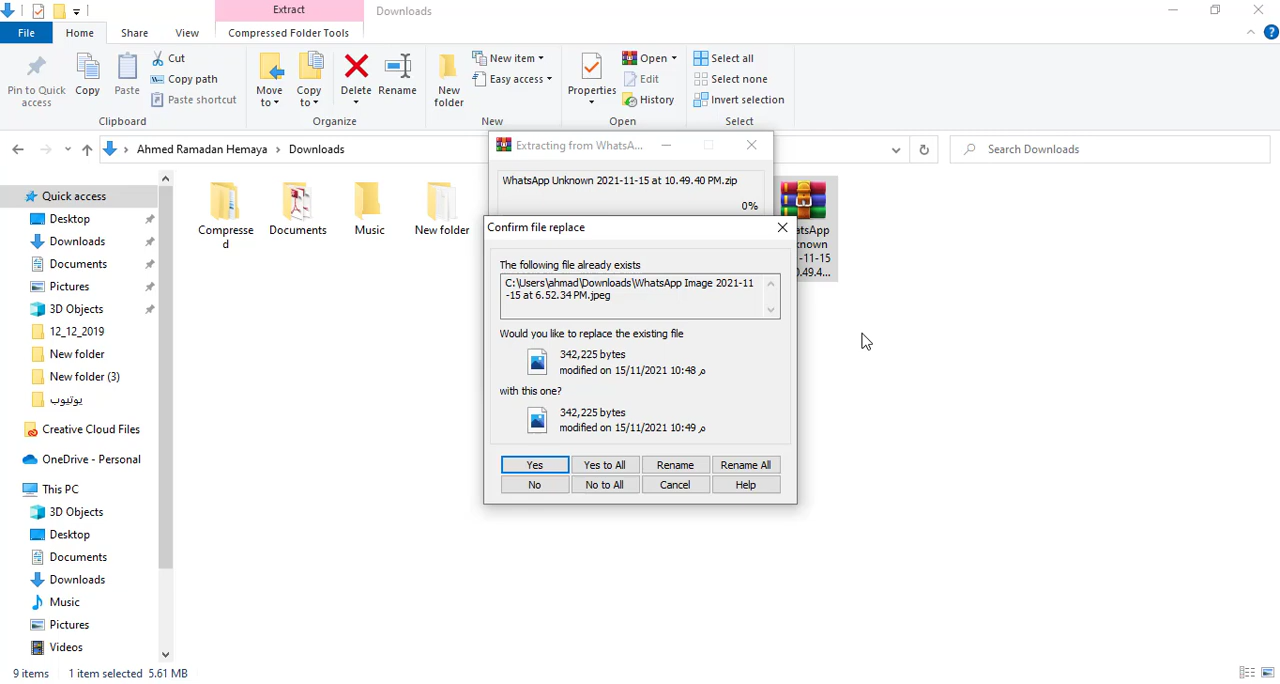 Extract
Downloads
File
Home
Share
View
Compressed Folder Tools
Pin to Quick
access
Copy
Paste
Cut
Copy path
Paste shortcut
Clipboard
Move
to
Copy
to
Delete
Rename
Organize
New
folder
New item
Easy access
New
Properties
Open
Edit
History
Open
Select all
Select none
Invert selection
Select
Ahmed Ramadan Hemaya > Downloads
Search Downloads
Quick access
Desktop
Downloads
Documents
Pictures
3D Objects
12_12_2019
New folder
New folder (3)
يوتيوب
Creative Cloud Files
OneDrive - Personal
This PC
3D Objects
Desktop
Documents
Downloads
Music
Pictures
Videos
Compresse
d
Documents
Music
New folder
Extracting from WhatsA...
WhatsApp Unknown 2021-11-15 at 10.49.40 PM.zip
0%
Confirm file replace
The following file already exists
C:\Users\ahmad\Downloads\WhatsApp Image 2021-11
-15 at 6.52.34 PM.jpeg
Would you like to replace the existing file
342,225 bytes
modified on 15/11/2021 10:48 م
with this one?
342,225 bytes
modified on 15/11/2021 10:49 م
Yes
Yes to All
Rename
Rename All
No
No to All
Cancel
Help
atsApp
known
-11-15
0.49.4...
9 items
1 item selected 5.61 MB